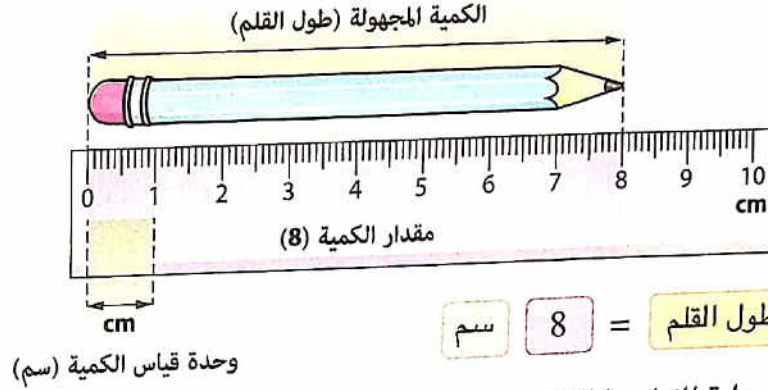 الكمية المجهولة (طول القلم)
0 1 2 3 4 5 6 7 8 9 10
cm
مقدار الكمية (8)
cm
طول القلم = 8 سم
وحدة قياس الكمية (سم)